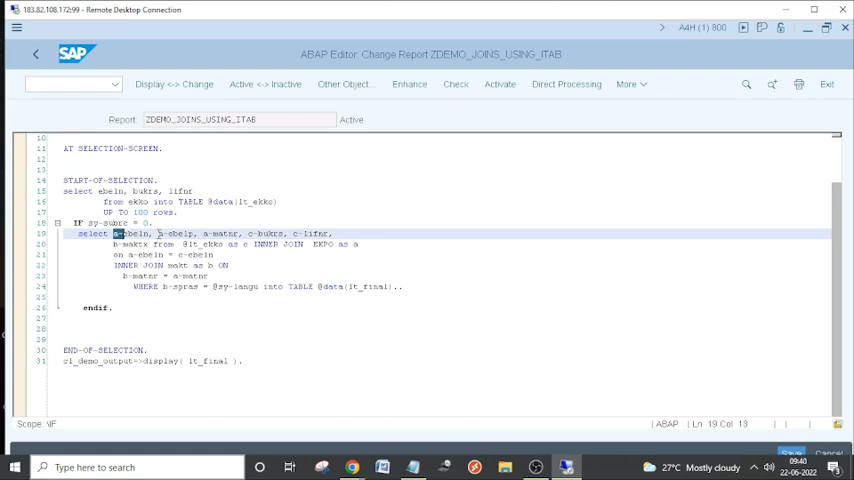 183.82.108.172:99 - Remote Desktop Connection
A4H (1) 800
SAP
ABAP Editor: Change Report ZDEMO_JOINS_USING_ITAB
Display <-> Change Active <-> Inactive Other Object... Enhance Check Activate Direct Processing More Exit
Report: ZDEMO_JOINS_USING_ITAB Active
10
11 AT SELECTION-SCREEN.
12
13
14 START-OF-SELECTION.
15 select ebeln, bukrs, lifnr
16 from ekko into TABLE @data(lt_ekko)
17 UP TO 100 rows.
18 IF sy-subrc = 0.
19 select a-ebeln, a-ebelp, a-matnr, c-bukrs, c-lifnr,
20 b-maktx from @lt_ekko as c INNER JOIN EKPO as a
21 on a-ebeln = c-ebeln
22 INNER JOIN makt as b ON
23 b-matnr = a-matnr
24 WHERE b-spras = @sy-langu into TABLE @data(lt_final)..
25
26 endif.
27
28
29
30 END-OF-SELECTION.
31 cl_demo_output=>display( lt_final ).
Scope: \IF ABAP Ln 19 Col 13
Save Cancel
Type here to search
27°C Mostly cloudy
09:40
22-06-2022
3